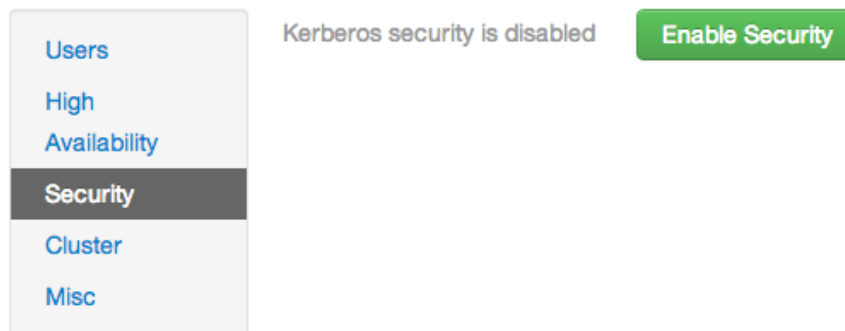 Users
High
Availability
Security
Cluster
Misc
Kerberos security is disabled
Enable Security